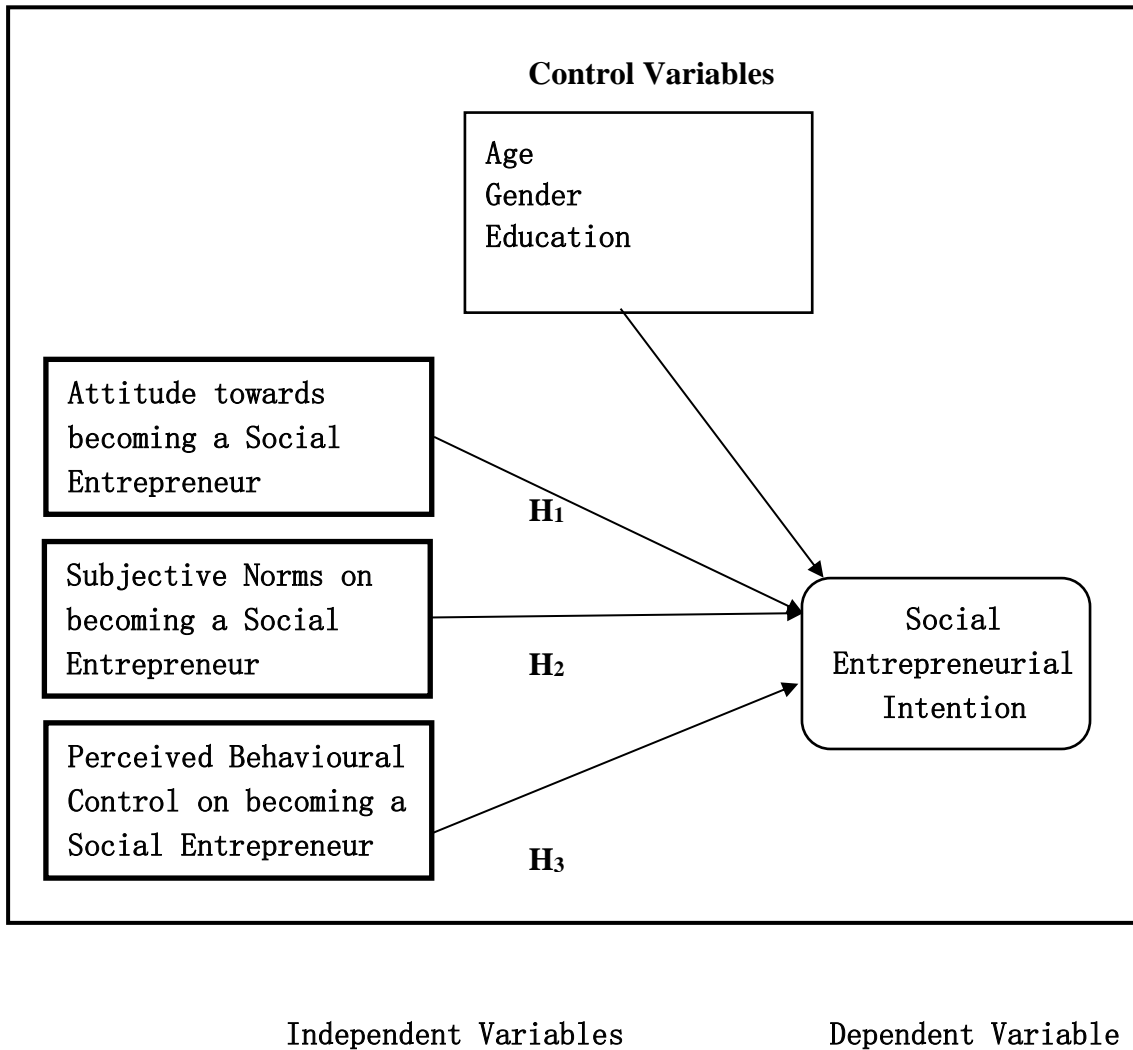 Control Variables
Age
Gender
Education
Attitude towards
becoming a Social
Entrepreneur
H1
Subjective Norms on
becoming a Social
Entrepreneur
H2
Social
Entrepreneurial
Intention
Perceived Behavioural
Control on becoming a
Social Entrepreneur
H3
Independent Variables
Dependent Variable